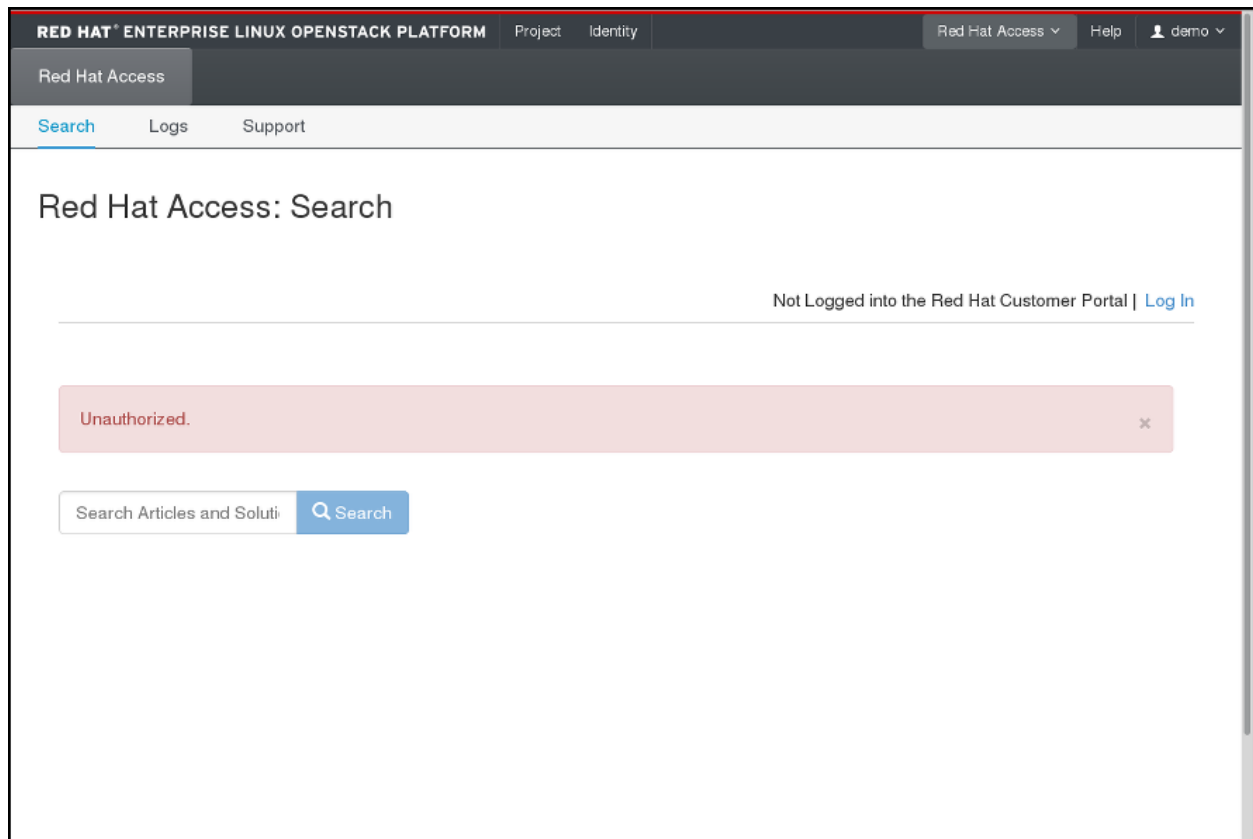 RED HAT® ENTERPRISE LINUX OPENSTACK PLATFORM Project Identity Red Hat Access Help demo
Red Hat Access
Search Logs Support
Red Hat Access: Search
Not Logged into the Red Hat Customer Portal | Log In
Unauthorized. ×
Search Articles and Soluti Search